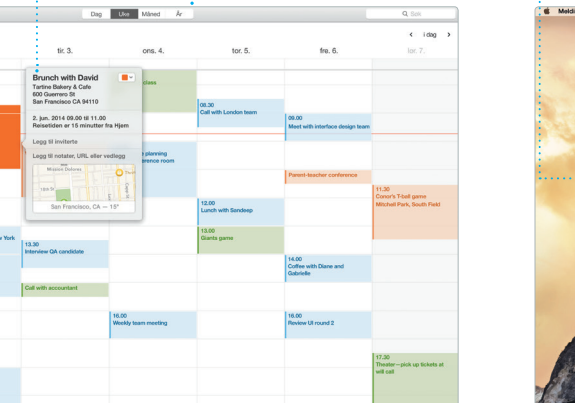 Dag Uke Måned År
Søk
Meldi
< i dag >
tir. 3. ons. 4. tor. 5. fre. 6. lør. 7.
Brunch with David
Tartine Bakery & Cafe
600 Guerrero St
San Francisco CA 94110
2. jun. 2014 09.00 til 11.00
Reisetiden er 15 minutter fra Hjem
Legg til inviterte
Legg til notater, URL eller vedlegg
Mission Dolores
18th St
San Francisco, CA — 15°
class
planning
erence room
08.30
Call with London team
09.00
Meet with interface design team
Parent-teacher conference
11.30
Conor's T-ball game
Mitchell Park, South Field
12.00
Lunch with Sandeep
13.00
Giants game
York
13.30
Interview QA candidate
14.00
Coffee with Diane and
Gabrielle
Call with accountant
16.00
Weekly team meeting
16.00
Review UI round 2
17.30
Theater—pick up tickets at
will call